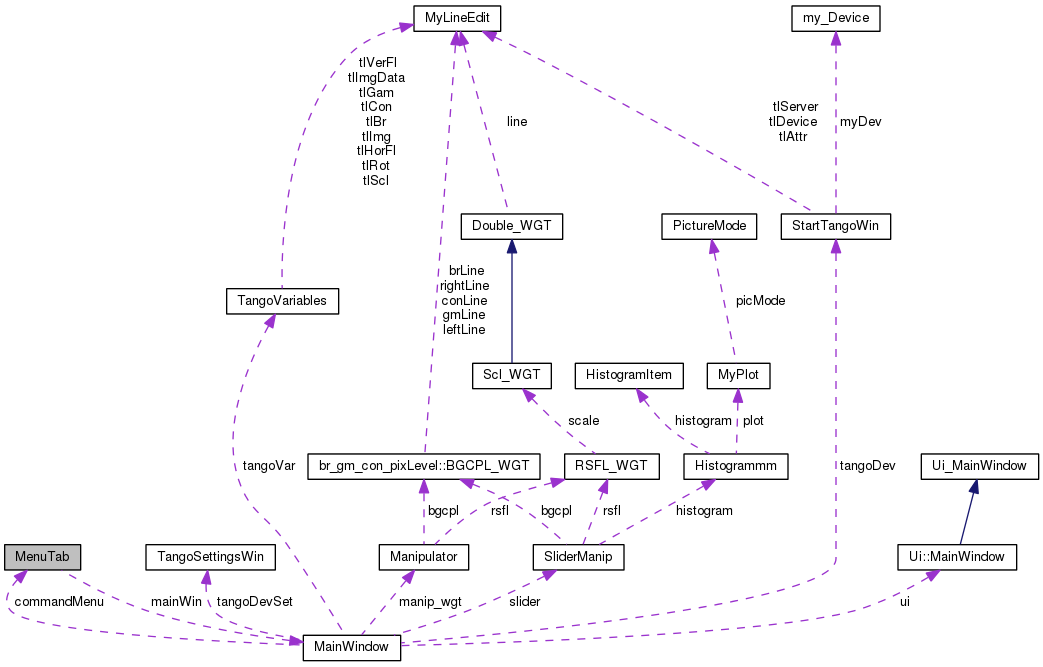 MyLineEdit
my_Device
tlVerFl
tlImgData
tlGam
tlCon
tlBr
tlImg
tlHorFl
tlRot
tlScl
line
tlServer
tlDevice
tlAttr
myDev
Double_WGT
PictureMode
StartTangoWin
brLine
rightLine
conLine
gmLine
leftLine
TangoVariables
picMode
Scl_WGT
HistogramItem
MyPlot
scale
histogram
plot
tangoVar
br_gm_con_pixLevel::BGCPL_WGT
RSFL_WGT
Histogrammm
tangoDev
Ui_MainWindow
bgcpl
rsfl
bgcpl
rsfl
histogram
MenuTab
TangoSettingsWin
Manipulator
SliderManip
Ui::MainWindow
commandMenu
mainWin
tangoDevSet
manip_wgt
slider
ui
MainWindow